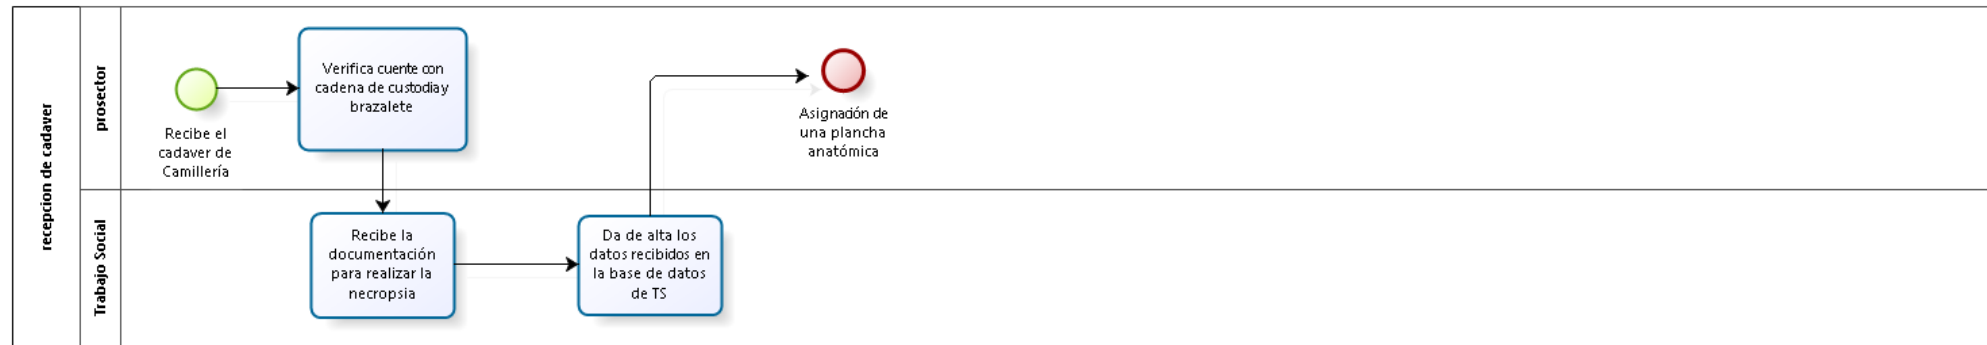 recepcion de cadaver
prosector
Recibe el
cadaver de
Camillería
Verifica cuente con
cadena de custodia y
brazalete
Asignación de
una plancha
anatómica
Trabajo Social
Recibe la
documentación
para realizar la
necropsia
Da de alta los
datos recibidos en
la base de datos
de TS